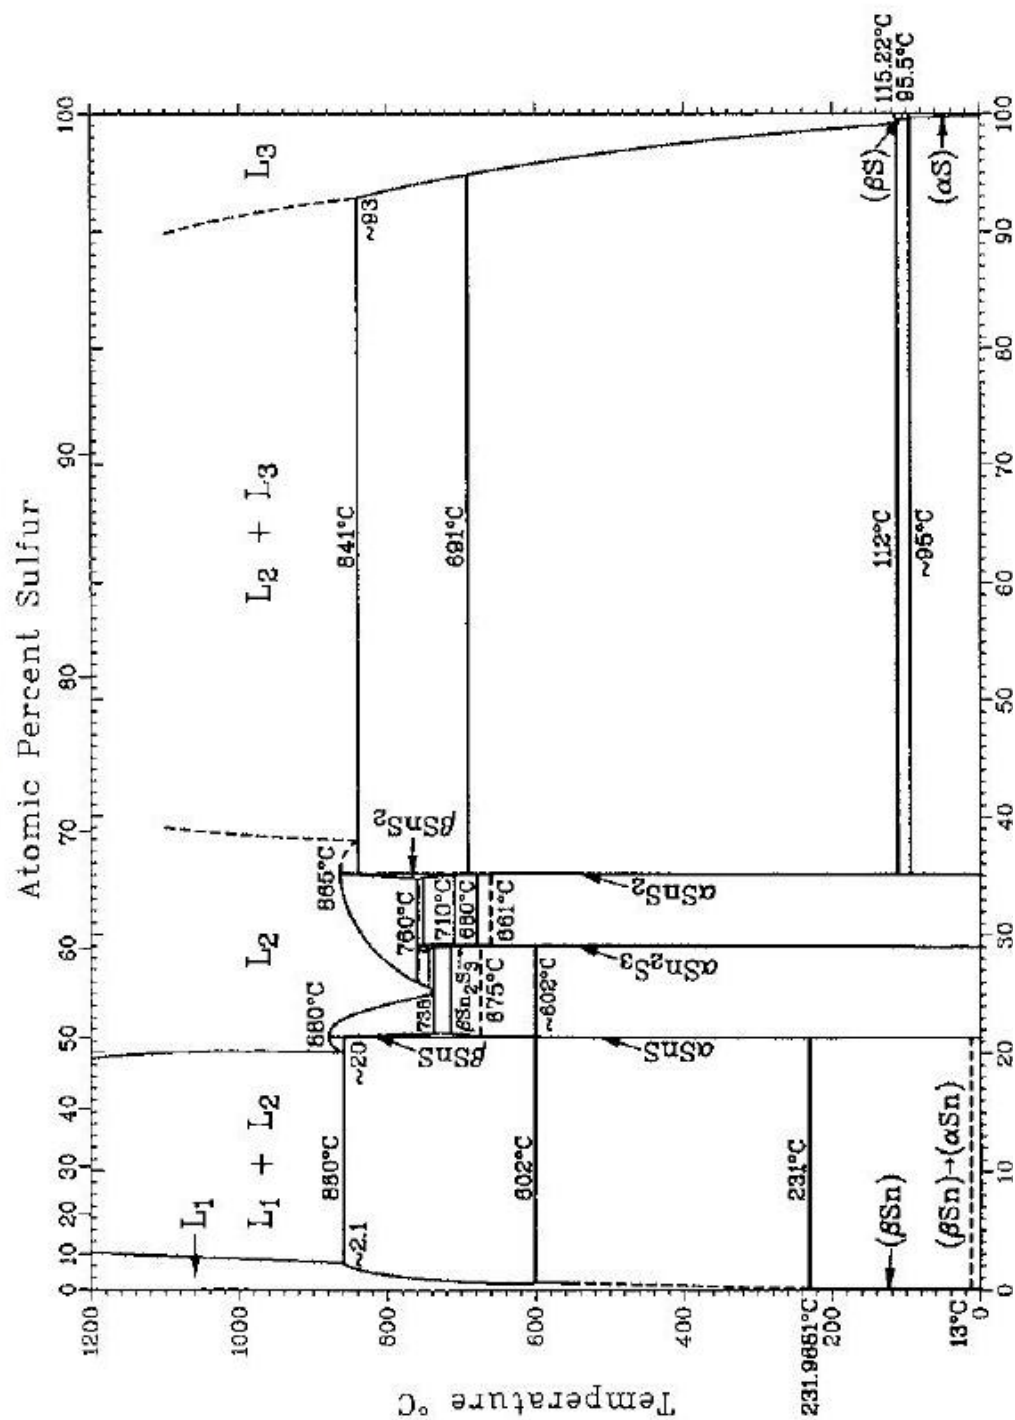 Atomic Percent Sulfur
0 10 20 30 40 50 60 70 80 90 100
1200
1000
800
600
400
200
0
Temperature °C
L₁
L₁ + L₂
L₂
L₂ + L₃
L₃
880°C
865°C
860°C
~2.1
~20
841°C
~93
βSnS
βSnS₂
760°C
738
710°C
691°C
680°C
βSn₂S₃
675°C
661°C
602°C
~602°C
αSnS
αSn₂S₃
αSnS₂
231.9681°C
231°C
(βSn)
(βSn)→(αSn)
13°C
112°C
~95°C
115.22°C
95.5°C
(βS)
(αS)
0 10 20 30 40 50 60 70 80 90 100